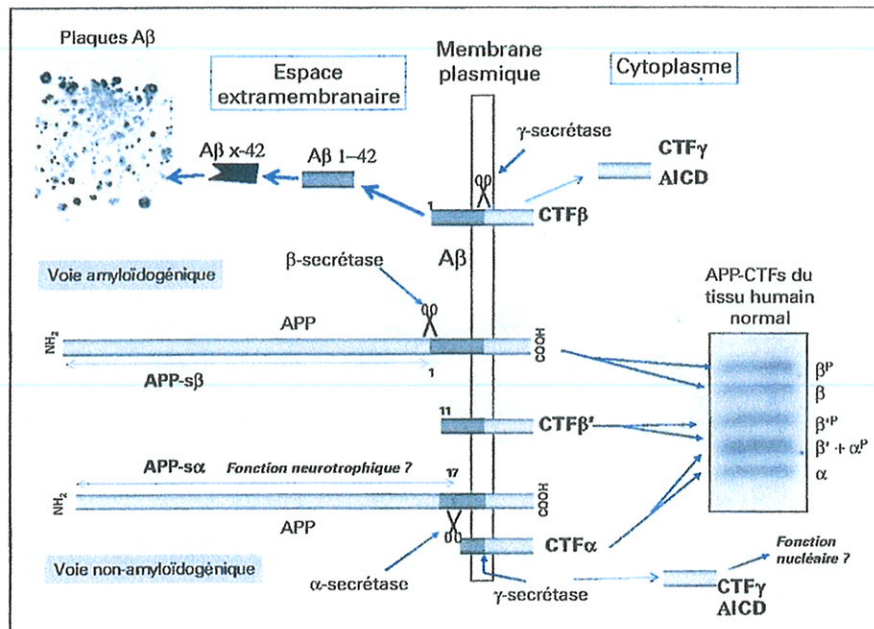 Plaques Aβ
Espace
extramembranaire
Membrane
plasmique
Cytoplasme
γ-secrétase
CTFγ
AICD
Aβ x-42
Aβ 1–42
1
CTFβ
Aβ
Voie amyloïdogénique
β-secrétase
APP-CTFs du
tissu humain
normal
NH2
APP
COOH
APP-sβ
1
βP
β
β'P
β' + αP
α
11
CTFβ'
APP-sα
Fonction neurotrophique ?
17
NH2
APP
COOH
CTFα
Voie non-amyloïdogénique
α-secrétase
γ-secrétase
Fonction
nucléaire ?
CTFγ
AICD